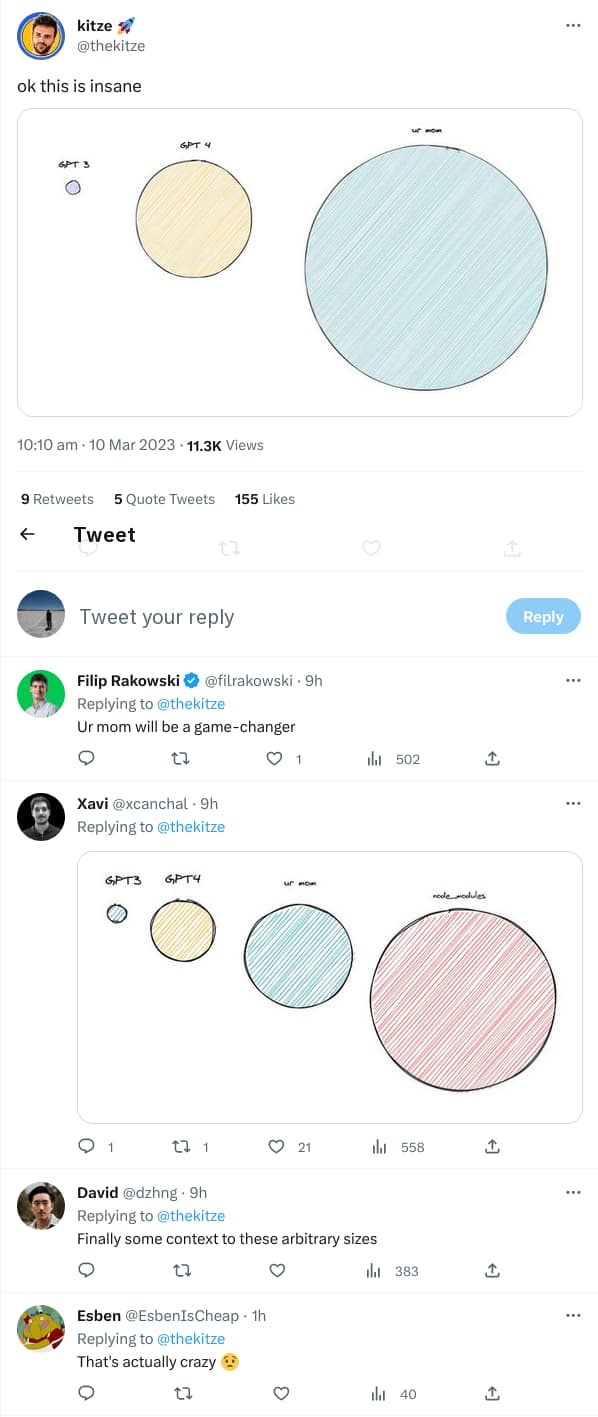 kitze 🚀
@thekitze
ok this is insane
ur mom
GPT 4
GPT 3
10:10 am · 10 Mar 2023 · 11.3K Views
9 Retweets 5 Quote Tweets 155 Likes
Tweet
Tweet your reply Reply
Filip Rakowski @filrakowski · 9h
Replying to @thekitze
Ur mom will be a game-changer
1 502
Xavi @xcanchal · 9h
Replying to @thekitze
GPT3 GPT4 ur mom
node_modules
1 1 21 558
David @dzhng · 9h
Replying to @thekitze
Finally some context to these arbitrary sizes
383
Esben @EsbenIsCheap · 1h
Replying to @thekitze
That's actually crazy 😟
40